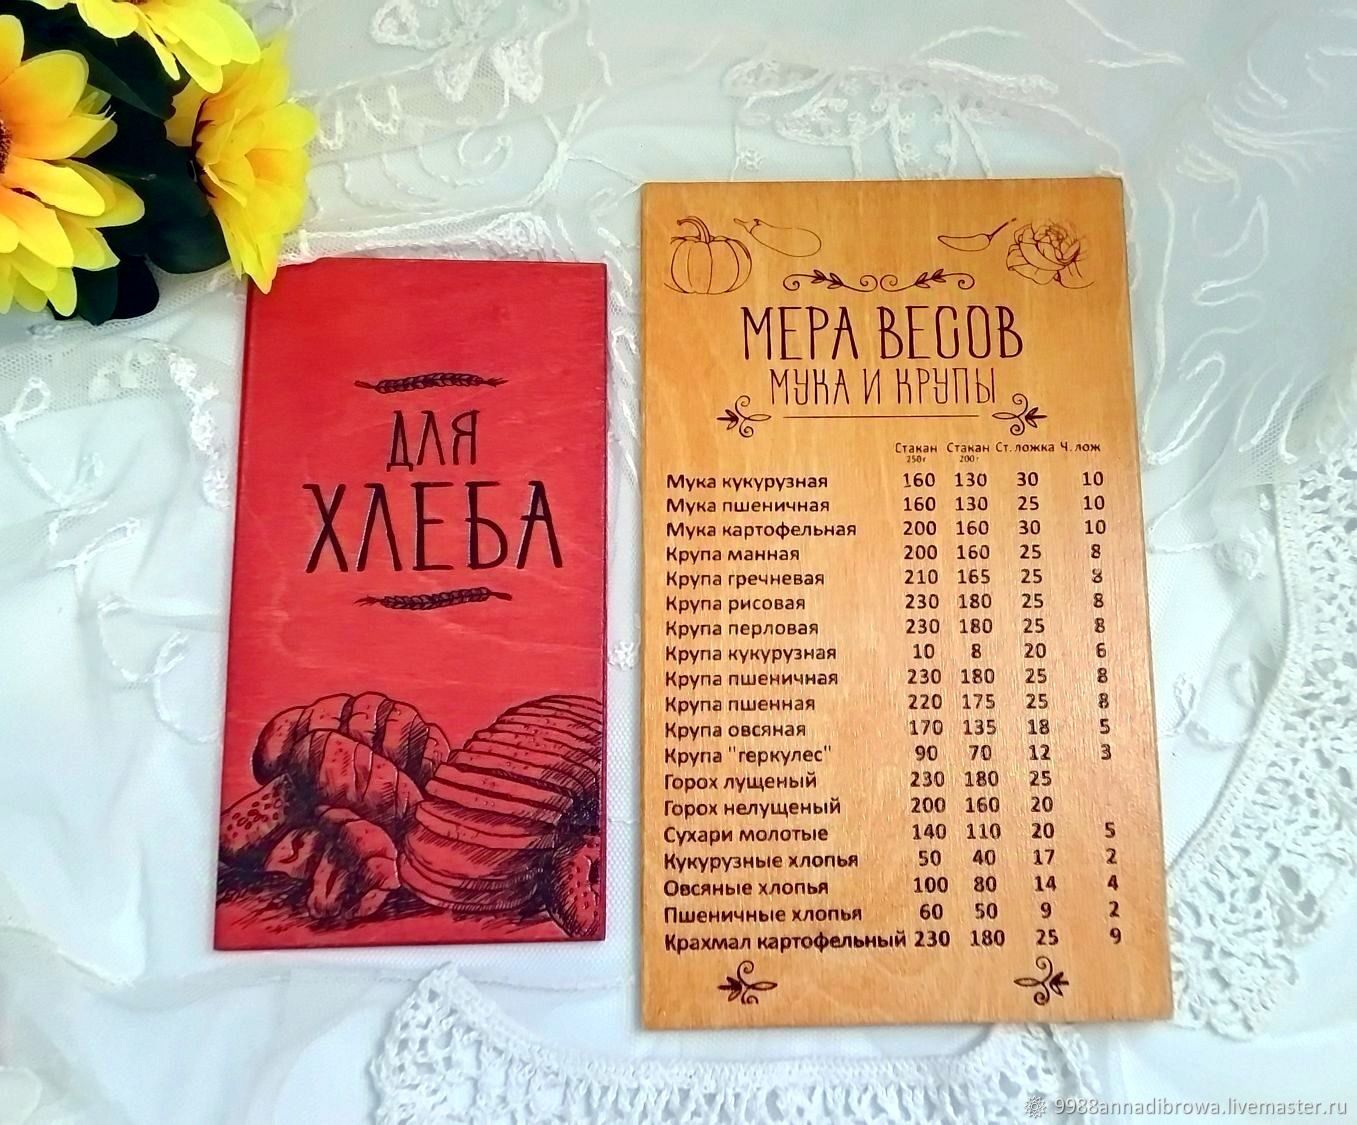 ДЛЯ
ХЛЕБА
МЕРА ВЕСОВ
МУКА И КРУПЫ
Стакан Стакан Ст. ложка Ч. лож
250г 200г
Мука кукурузная 160 130 30 10
Мука пшеничная 160 130 25 10
Мука картофельная 200 160 30 10
Крупа манная 200 160 25 8
Крупа гречневая 210 165 25 8
Крупа рисовая 230 180 25 8
Крупа перловая 230 180 25 8
Крупа кукурузная 10 8 20 6
Крупа пшеничная 230 180 25 8
Крупа пшенная 220 175 25 8
Крупа овсяная 170 135 18 5
Крупа "геркулес" 90 70 12 3
Горох лущеный 230 180 25
Горох нелущеный 200 160 20
Сухари молотые 140 110 20 5
Кукурузные хлопья 50 40 17 2
Овсяные хлопья 100 80 14 4
Пшеничные хлопья 60 50 9 2
Крахмал картофельный 230 180 25 9
9988annadibrowa.livemaster.ru